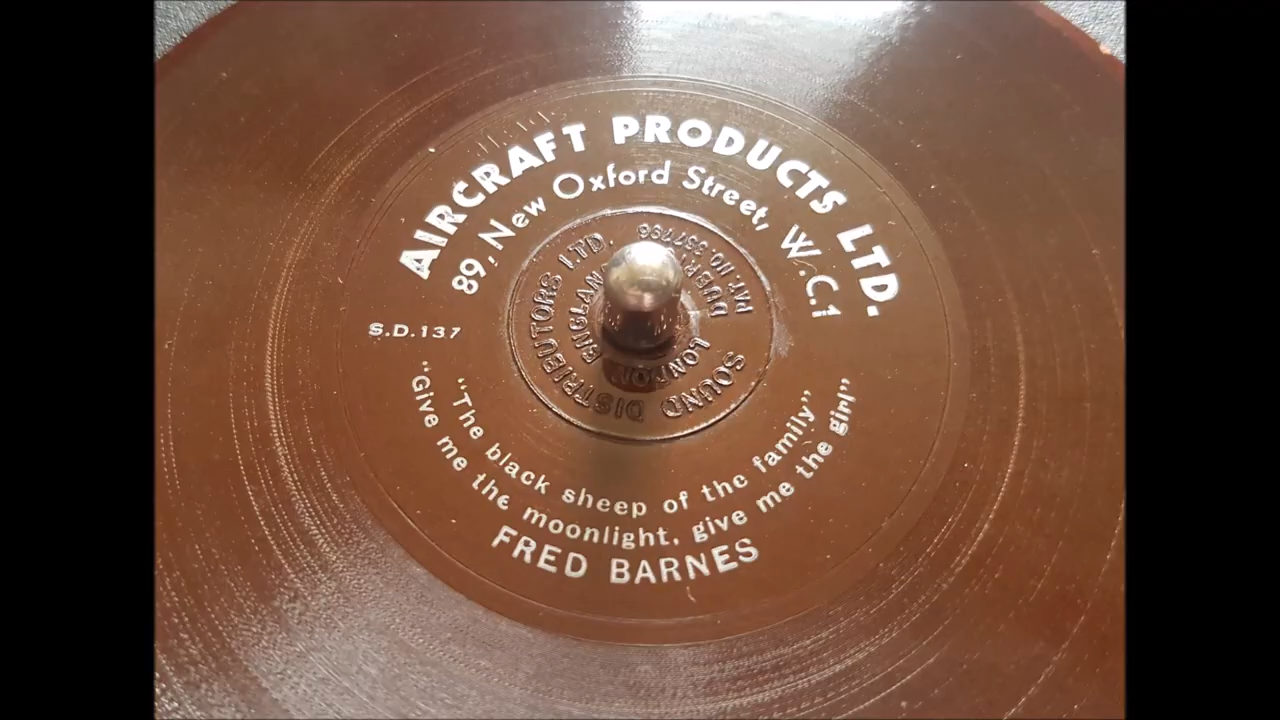 AIRCRAFT PRODUCTS LTD.
89, New Oxford Street, W.C.1
SOUND DISTRIBUTORS LTD.
LONDON ENGLAND
PAT. NO.
S.D.137
"The black sheep of the family"
"Give me the moonlight, give me the girl"
FRED BARNES